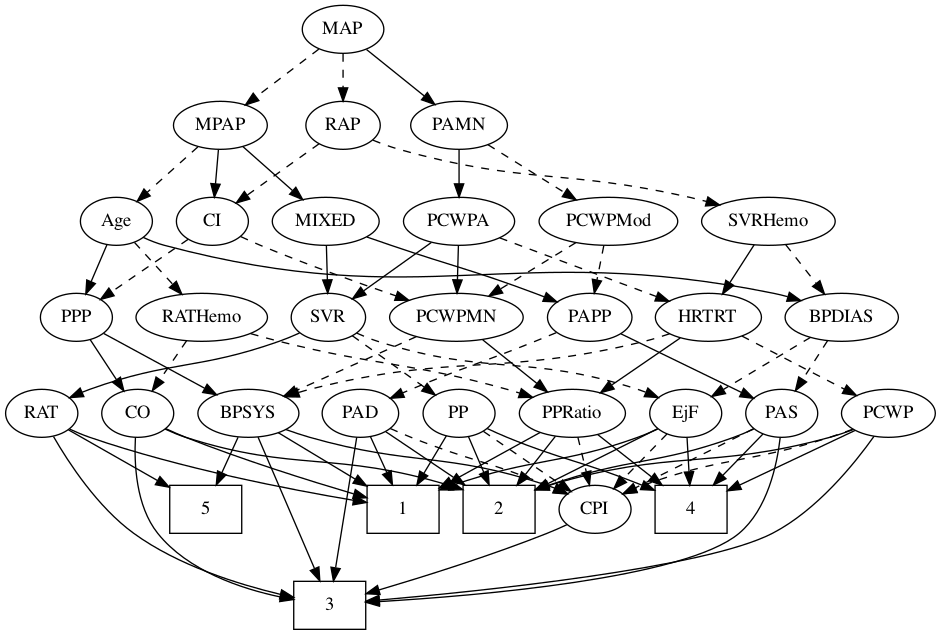 MAP
MPAP RAP PAMN
Age CI MIXED PCWPA PCWPMod SVRHemo
PPP RATHemo SVR PCWPMN PAPP HRTRT BPDIAS
RAT CO BPSYS PAD PP PPRatio EjF PAS PCWP
5 1 2 CPI 4
3